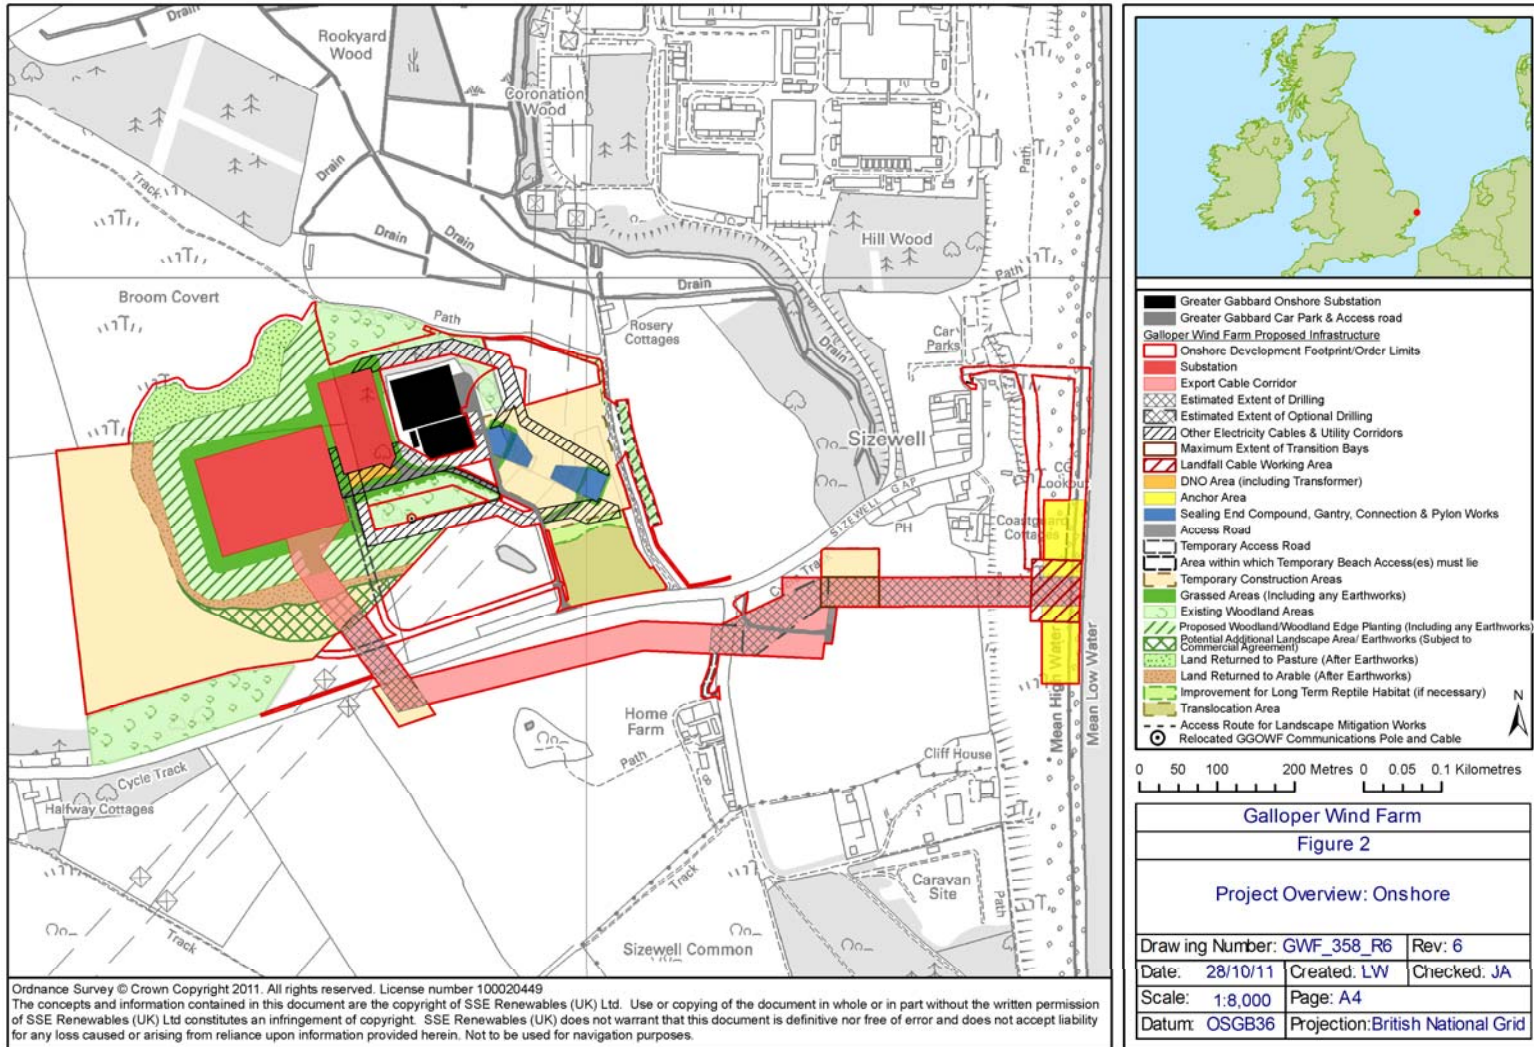 Drain
Rookyard
Wood
Coronation
Wood
Drain
Track
Drain
Drain
Hill Wood
Path
Path
Drain
Broom Covert
Path
Rosery
Cottages
Car
Parks
Drain
Sizewell
CG
Lookout
SIZEWELL GAP
PH
Coastguard
Cottages
Mean High Water
Mean Low Water
Home
Farm
Path
Cliff House
Cycle Track
Halfway Cottages
Track
Track
Caravan
Site
Path
Sizewell Common
Greater Gabbard Onshore Substation
Greater Gabbard Car Park & Access road
Galloper Wind Farm Proposed Infrastructure
Onshore Development Footprint/Order Limits
Substation
Export Cable Corridor
Estimated Extent of Drilling
Estimated Extent of Optional Drilling
Other Electricity Cables & Utility Corridors
Maximum Extent of Transition Bays
Landfall Cable Working Area
DNO Area (including Transformer)
Anchor Area
Sealing End Compound, Gantry, Connection & Pylon Works
Access Road
Temporary Access Road
Area within which Temporary Beach Access(es) must lie
Temporary Construction Areas
Grassed Areas (Including any Earthworks)
Existing Woodland Areas
Proposed Woodland/Woodland Edge Planting (Including any Earthworks)
Potential Additional Landscape Area/ Earthworks (Subject to
Commercial Agreement)
Land Returned to Pasture (After Earthworks)
Land Returned to Arable (After Earthworks)
Improvement for Long Term Reptile Habitat (if necessary)
Translocation Area
Access Route for Landscape Mitigation Works
Relocated GGOWF Communications Pole and Cable
N
0 50 100 200 Metres 0 0.05 0.1 Kilometres
Galloper Wind Farm
Figure 2
Project Overview: Onshore
Drawing Number: GWF_358_R6 Rev: 6
Date: 28/10/11 Created: LW Checked: JA
Scale: 1:8,000 Page: A4
Datum: OSGB36 Projection: British National Grid
Ordnance Survey © Crown Copyright 2011. All rights reserved. License number 100020449
The concepts and information contained in this document are the copyright of SSE Renewables (UK) Ltd. Use or copying of the document in whole or in part without the written permission
of SSE Renewables (UK) Ltd constitutes an infringement of copyright. SSE Renewables (UK) does not warrant that this document is definitive nor free of error and does not accept liability
for any loss caused or arising from reliance upon information provided herein. Not to be used for navigation purposes.